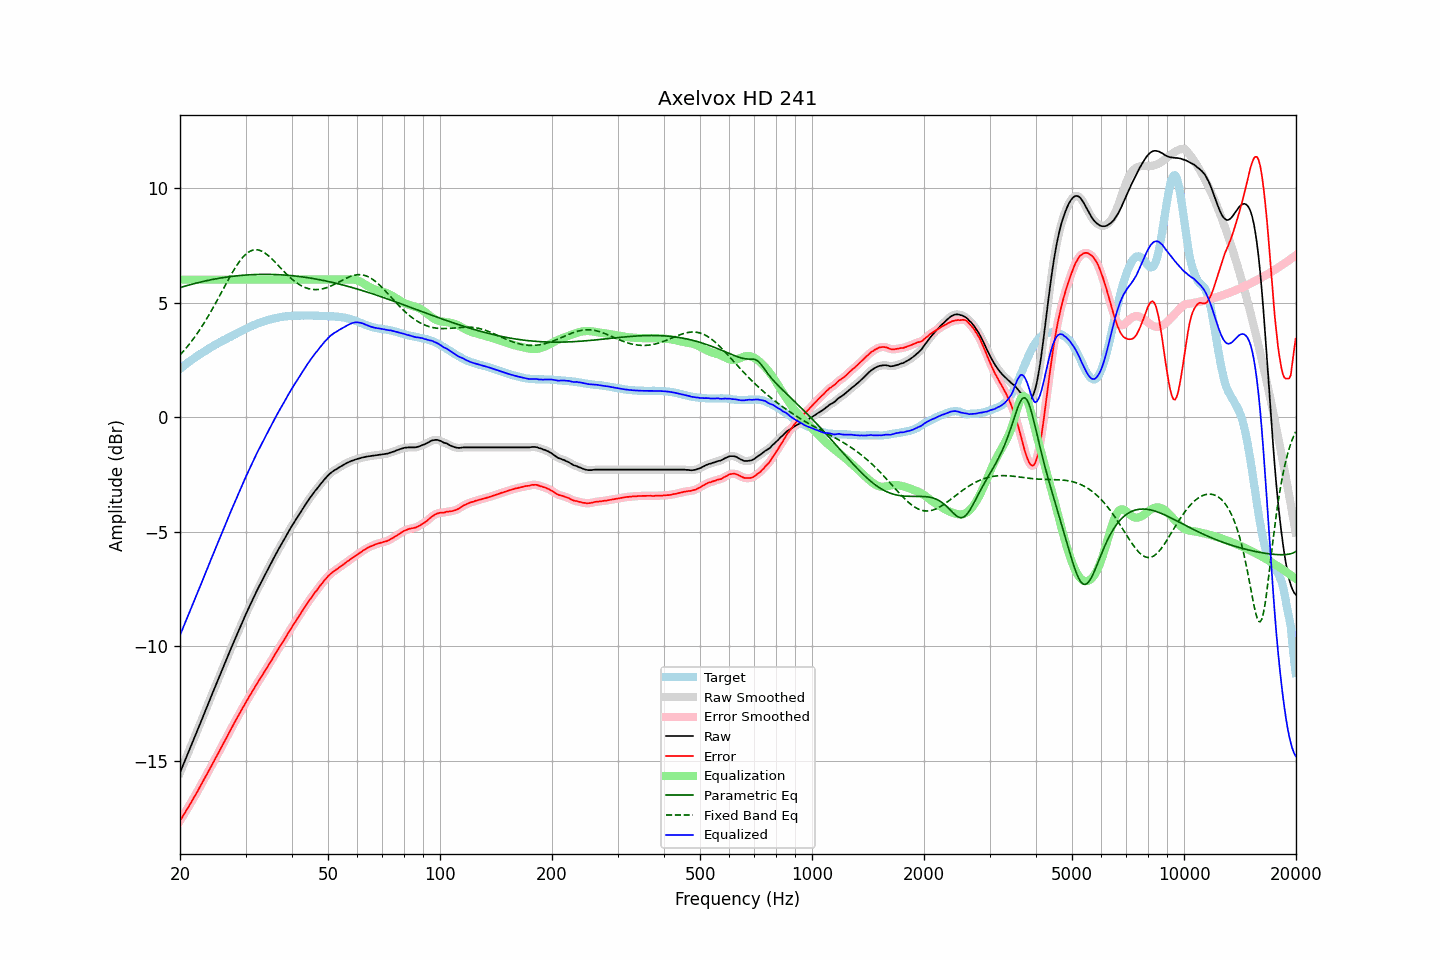 Axelvox HD 241
Amplitude (dBr)
10
5
0
−5
−10
−15
Target
Raw Smoothed
Error Smoothed
Raw
Error
Equalization
Parametric Eq
Fixed Band Eq
Equalized
20 50 100 200 500 1000 2000 5000 10000 20000
Frequency (Hz)